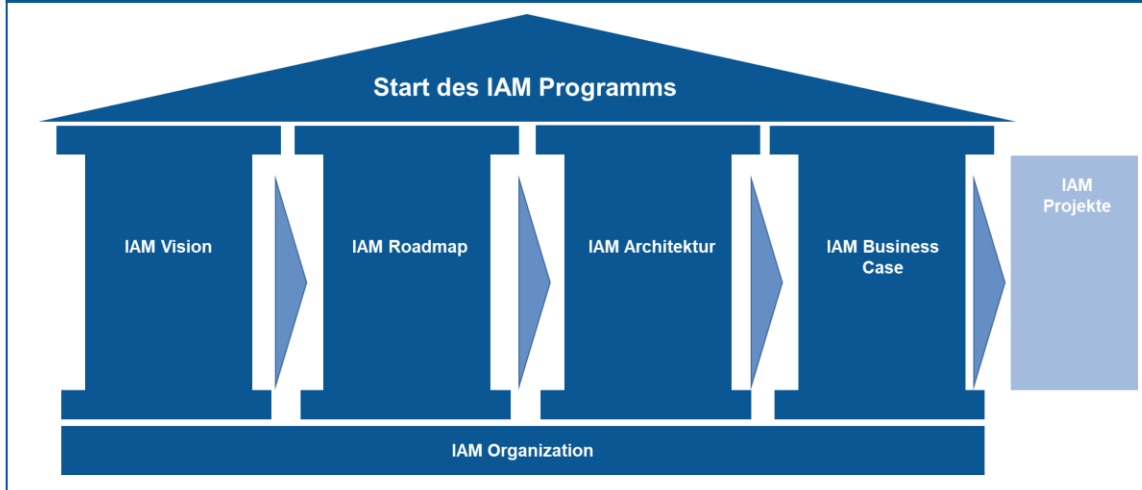 Start des IAM Programms
IAM Vision
IAM Roadmap
IAM Architektur
IAM Business
Case
IAM
Projekte
IAM Organization